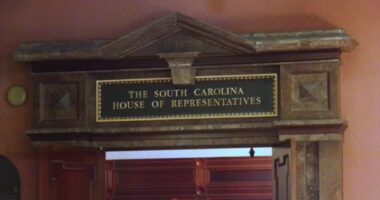 THE SOUTH CAROLINA
HOUSE OF REPRESENTATIVES